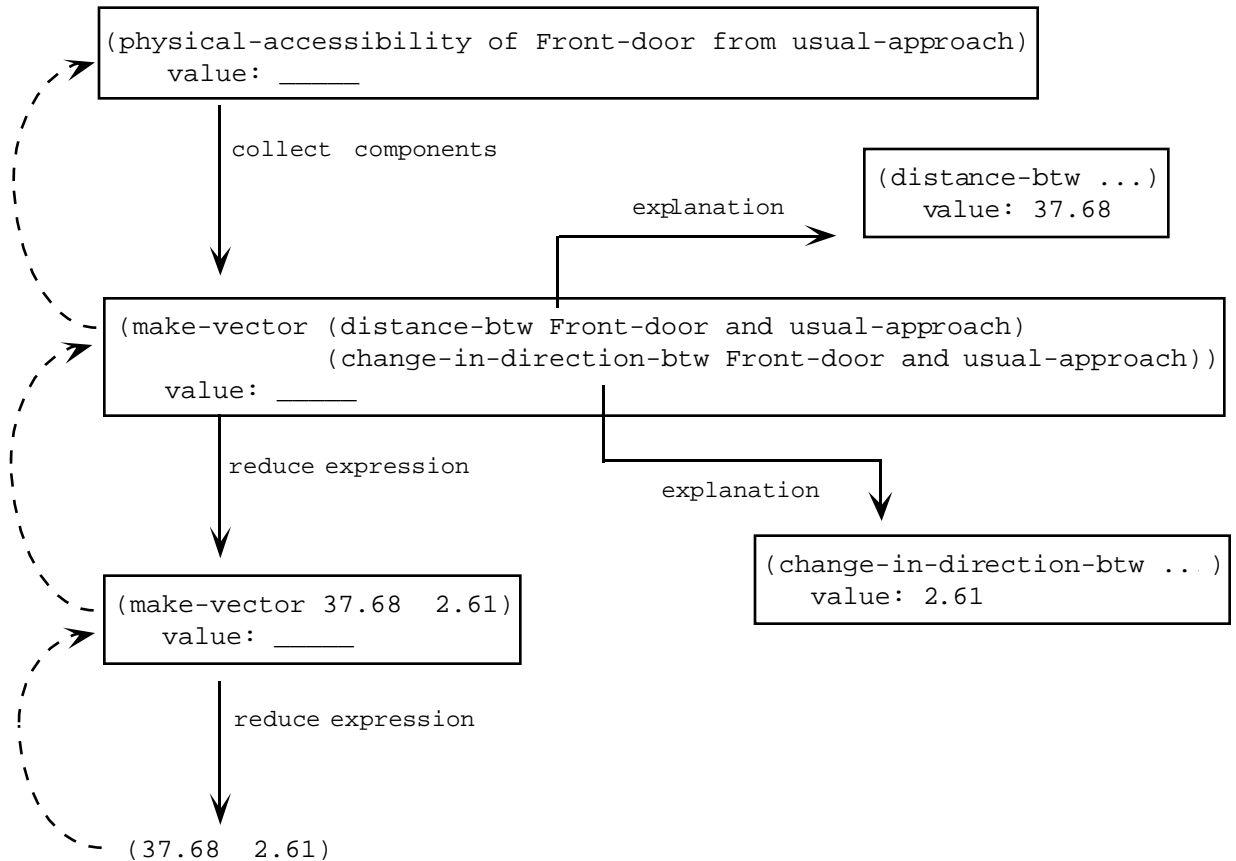 (physical-accessibility of Front-door from usual-approach)
value: _____
collect components
(distance-btw ...)
value: 37.68
explanation
(make-vector (distance-btw Front-door and usual-approach)
(change-in-direction-btw Front-door and usual-approach))
value: _____
reduce expression
explanation
(change-in-direction-btw ...)
value: 2.61
(make-vector 37.68 2.61)
value: _____
reduce expression
(37.68 2.61)